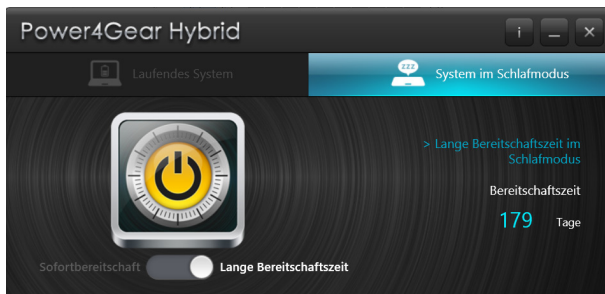 Power4Gear Hybrid
i
Laufendes System
zzz
System im Schlafmodus
> Lange Bereitschaftszeit im
Schlafmodus
Bereitschaftszeit
179 Tage
Sofortbereitschaft
Lange Bereitschaftszeit